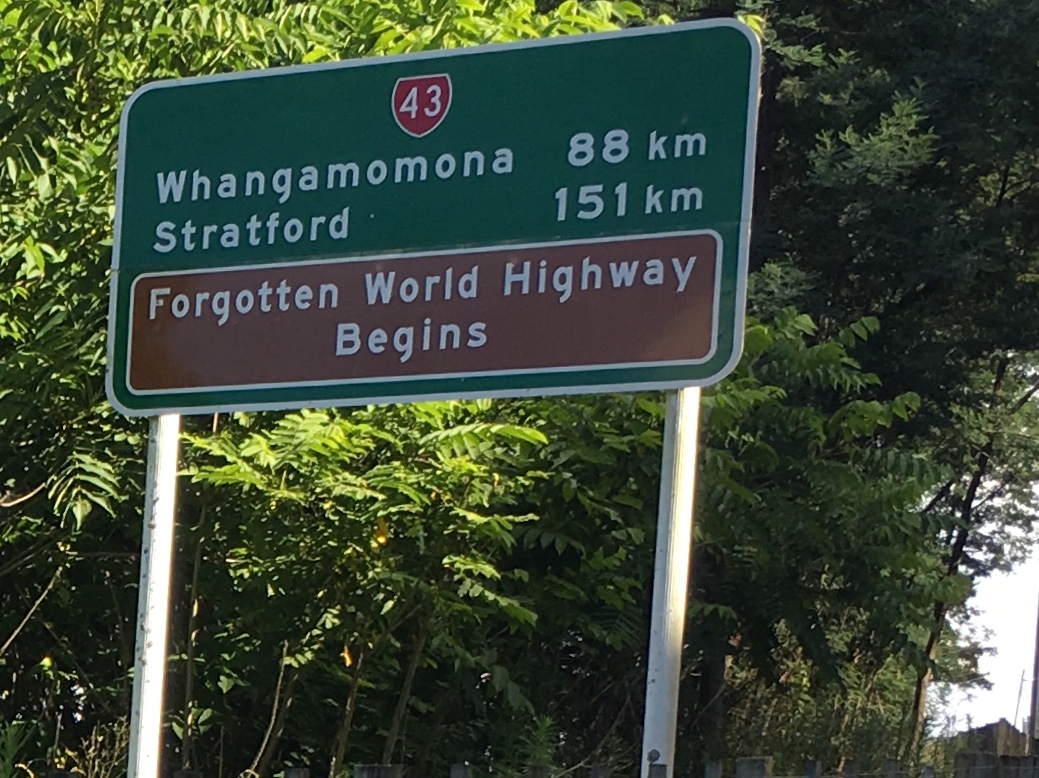 43
Whangamomona 88 km
Stratford 151 km
Forgotten World Highway
Begins